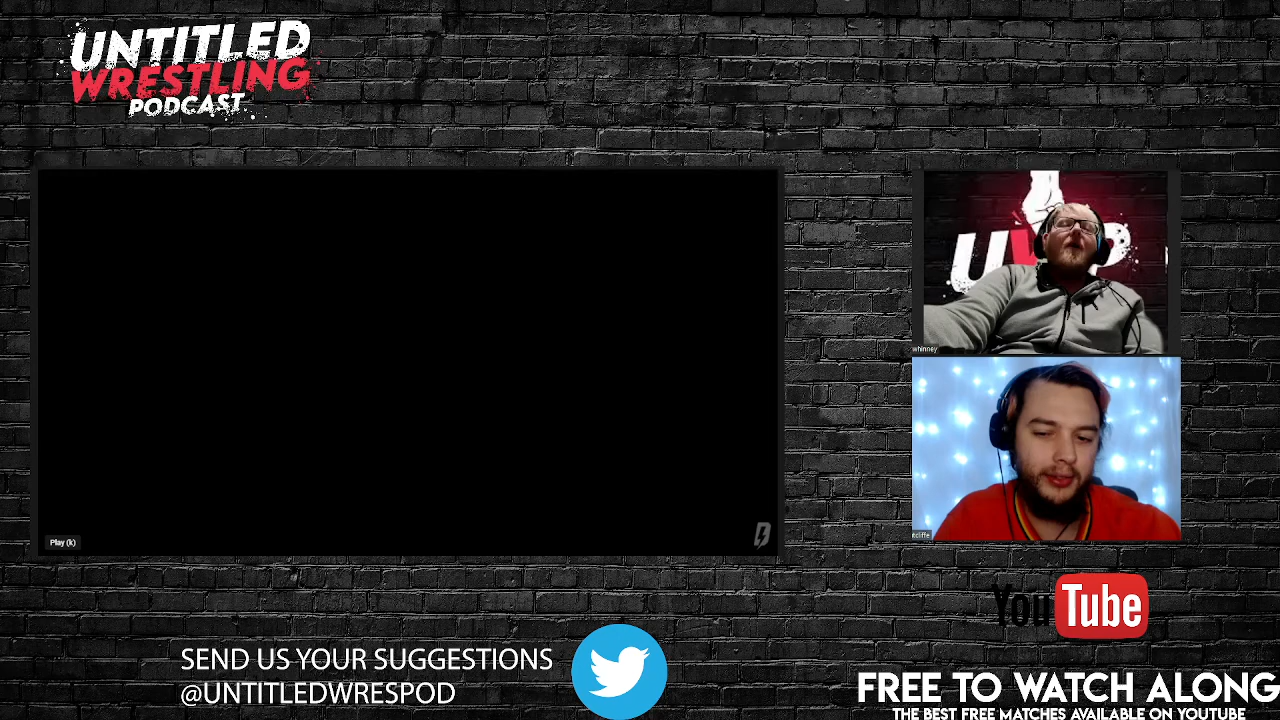 UNTITLED
WRESTLING
PODCAST
whinney
Play (k)
SEND US YOUR SUGGESTIONS
@UNTITLEDWRESPOD
YouTube
FREE TO WATCH ALONG
THE BEST FREE MATCHES AVAILABLE ON YOUTUBE